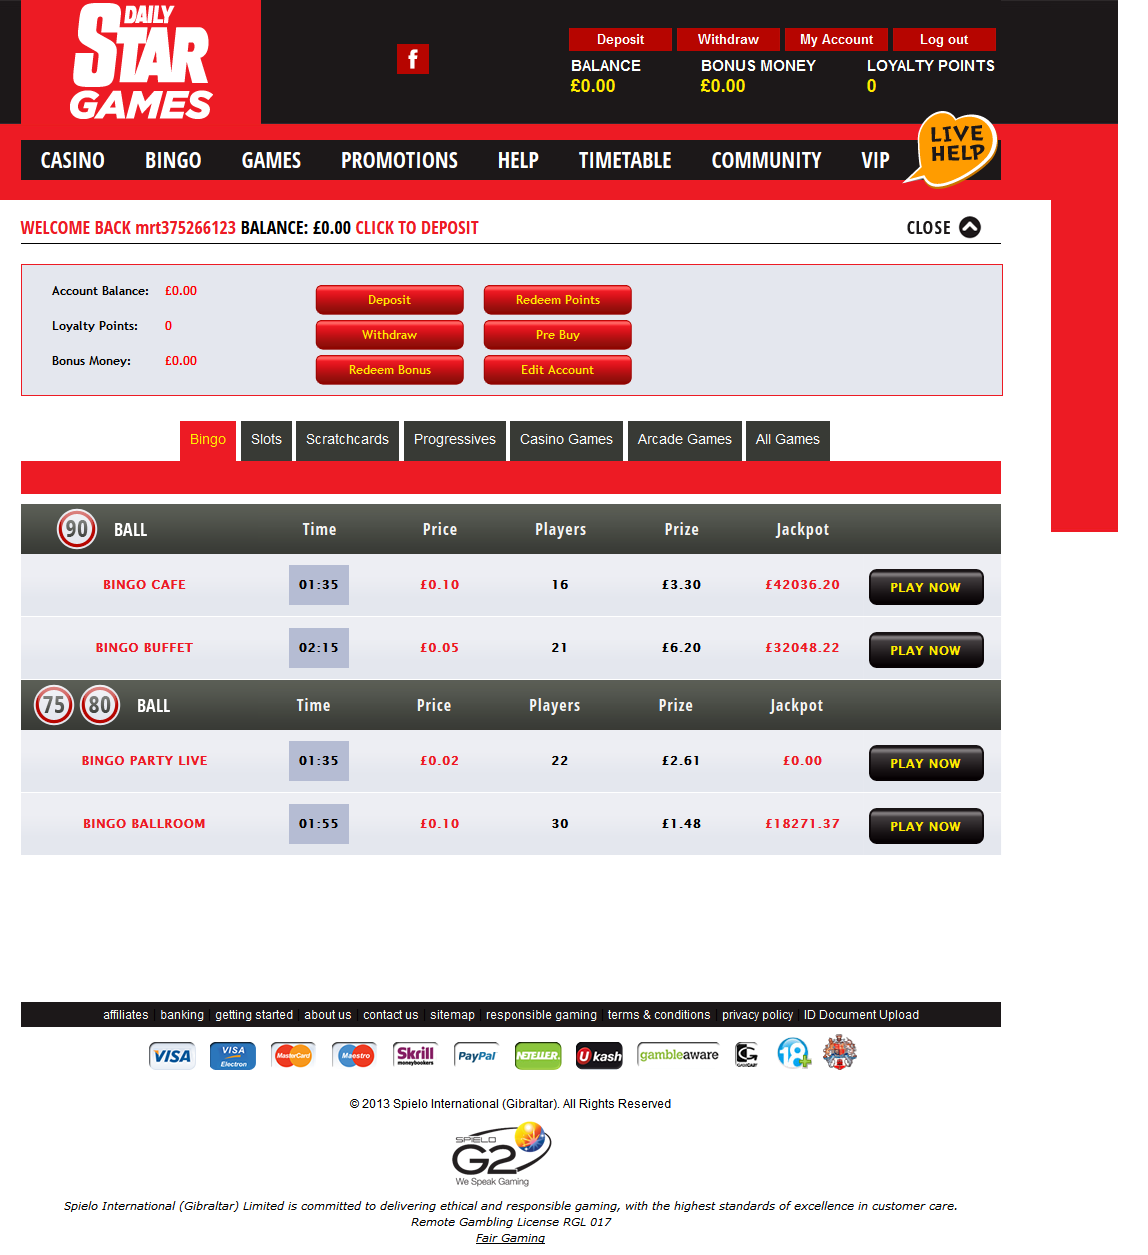 DAILY
STAR
GAMES
f
Deposit Withdraw My Account Log out
BALANCE BONUS MONEY LOYALTY POINTS
£0.00 £0.00 0
LIVE
HELP
CASINO BINGO GAMES PROMOTIONS HELP TIMETABLE COMMUNITY VIP
WELCOME BACK mrt375266123 BALANCE: £0.00 CLICK TO DEPOSIT CLOSE
Account Balance: £0.00 Deposit Redeem Points
Loyalty Points: 0 Withdraw Pre Buy
Bonus Money: £0.00 Redeem Bonus Edit Account
Bingo Slots Scratchcards Progressives Casino Games Arcade Games All Games
90 BALL Time Price Players Prize Jackpot
BINGO CAFE 01:35 £0.10 16 £3.30 £42036.20 PLAY NOW
BINGO BUFFET 02:15 £0.05 21 £6.20 £32048.22 PLAY NOW
75 80 BALL Time Price Players Prize Jackpot
BINGO PARTY LIVE 01:35 £0.02 22 £2.61 £0.00 PLAY NOW
BINGO BALLROOM 01:55 £0.10 30 £1.48 £18271.37 PLAY NOW
affiliates | banking | getting started | about us | contact us | sitemap | responsible gaming | terms & conditions | privacy policy | ID Document Upload
VISA VISA Electron MasterCard Maestro Skrill moneybookers PayPal NETELLER Ukash gambleaware G 18+
© 2013 Spielo International (Gibraltar). All Rights Reserved
SPIELO
G2
We Speak Gaming
Spielo International (Gibraltar) Limited is committed to delivering ethical and responsible gaming, with the highest standards of excellence in customer care.
Remote Gambling License RGL 017
Fair Gaming